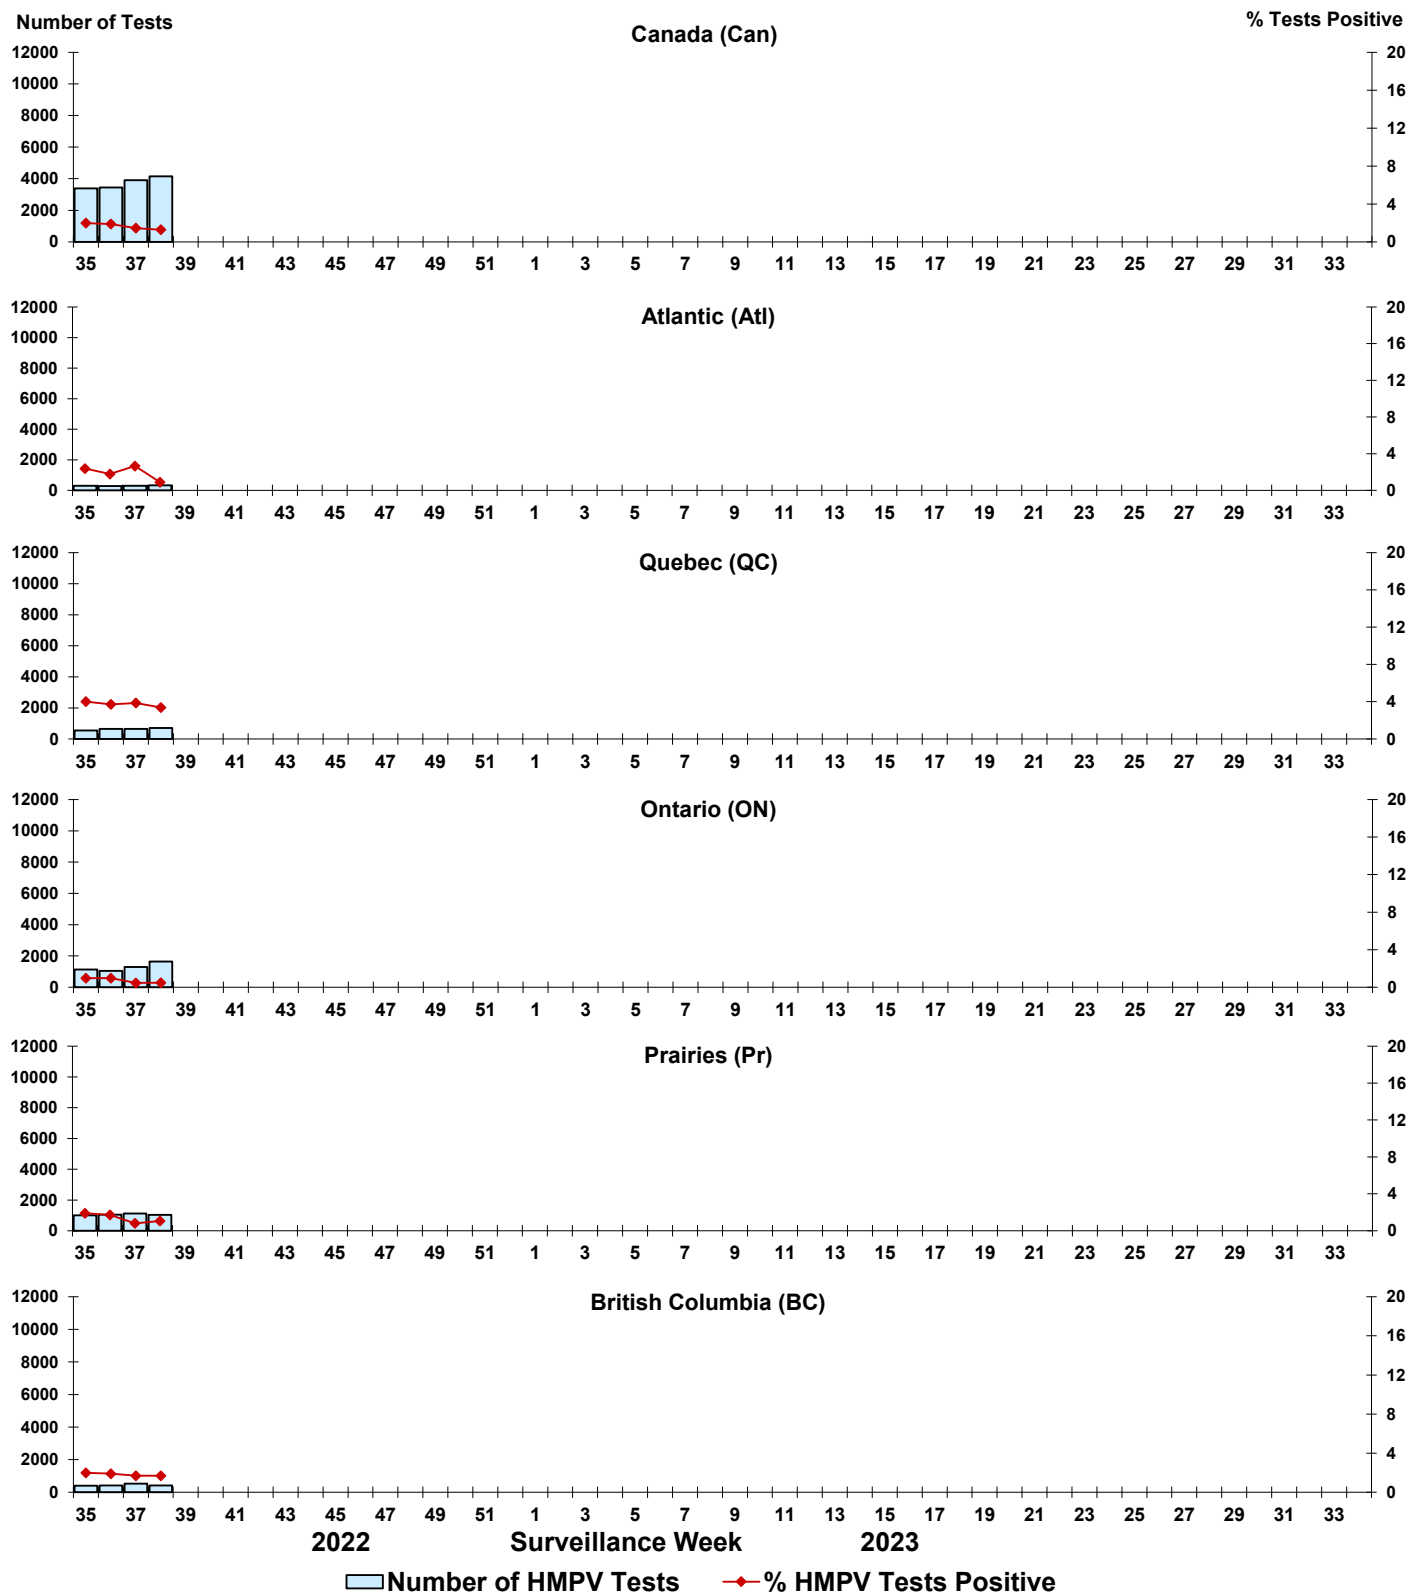 Number of Tests
% Tests Positive
Canada (Can)
12000 20
10000 16
8000 12
6000 8
4000 4
2000 0
0
35 37 39 41 43 45 47 49 51 1 3 5 7 9 11 13 15 17 19 21 23 25 27 29 31 33
Atlantic (Atl)
12000 20
10000 16
8000 12
6000 8
4000 4
2000 0
0
35 37 39 41 43 45 47 49 51 1 3 5 7 9 11 13 15 17 19 21 23 25 27 29 31 33
Quebec (QC)
12000 20
10000 16
8000 12
6000 8
4000 4
2000 0
0
35 37 39 41 43 45 47 49 51 1 3 5 7 9 11 13 15 17 19 21 23 25 27 29 31 33
Ontario (ON)
12000 20
10000 16
8000 12
6000 8
4000 4
2000 0
0
35 37 39 41 43 45 47 49 51 1 3 5 7 9 11 13 15 17 19 21 23 25 27 29 31 33
Prairies (Pr)
12000 20
10000 16
8000 12
6000 8
4000 4
2000 0
0
35 37 39 41 43 45 47 49 51 1 3 5 7 9 11 13 15 17 19 21 23 25 27 29 31 33
British Columbia (BC)
12000 20
10000 16
8000 12
6000 8
4000 4
2000 0
0
35 37 39 41 43 45 47 49 51 1 3 5 7 9 11 13 15 17 19 21 23 25 27 29 31 33
2022 Surveillance Week 2023
Number of HMPV Tests % HMPV Tests Positive